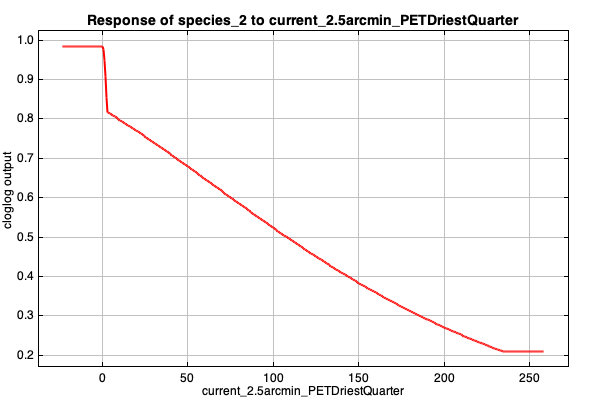 Response of species_2 to current_2.5arcmin_PETDriestQuarter
cloglog output
1.0
0.9
0.8
0.7
0.6
0.5
0.4
0.3
0.2
0 50 100 150 200 250
current_2.5arcmin_PETDriestQuarter